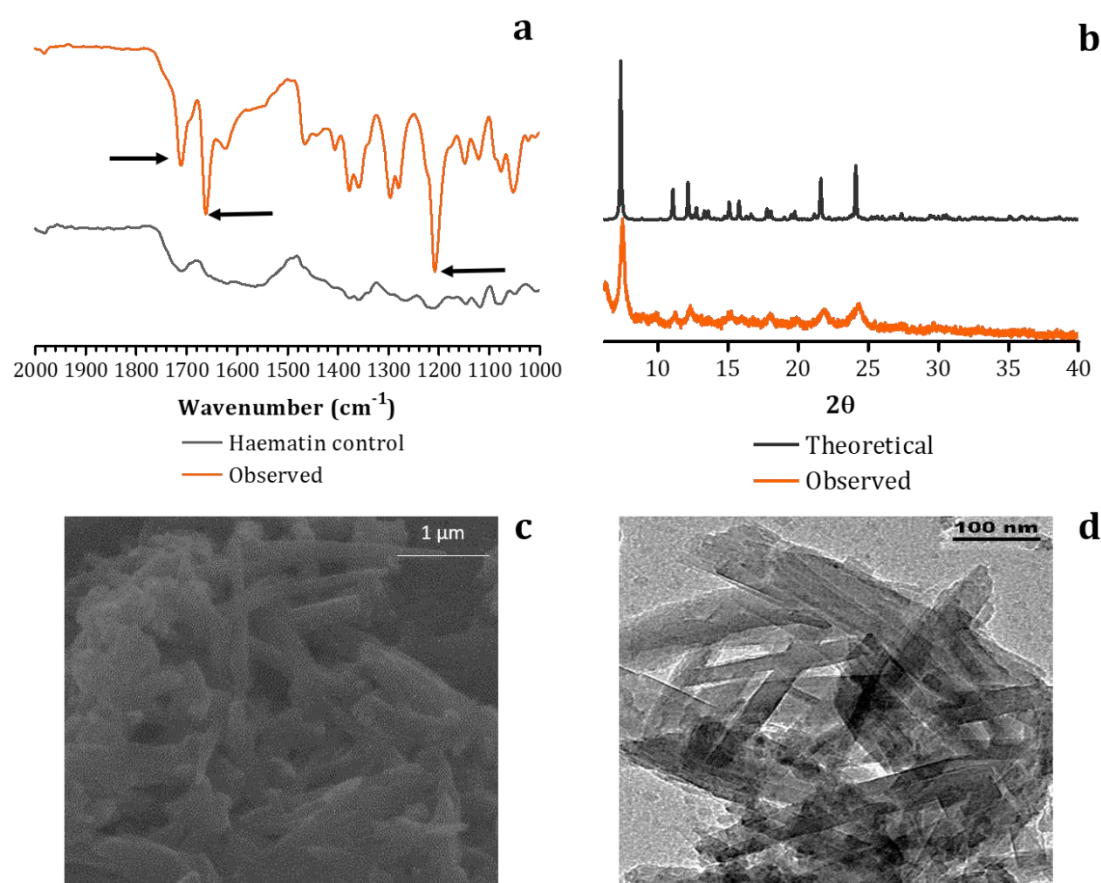 a
2000 1900 1800 1700 1600 1500 1400 1300 1200 1100 1000
Wavenumber (cm⁻¹)
Haematin control
Observed
b
10 15 20 25 30 35 40
2θ
Theoretical
Observed
1 µm
c
100 nm
d